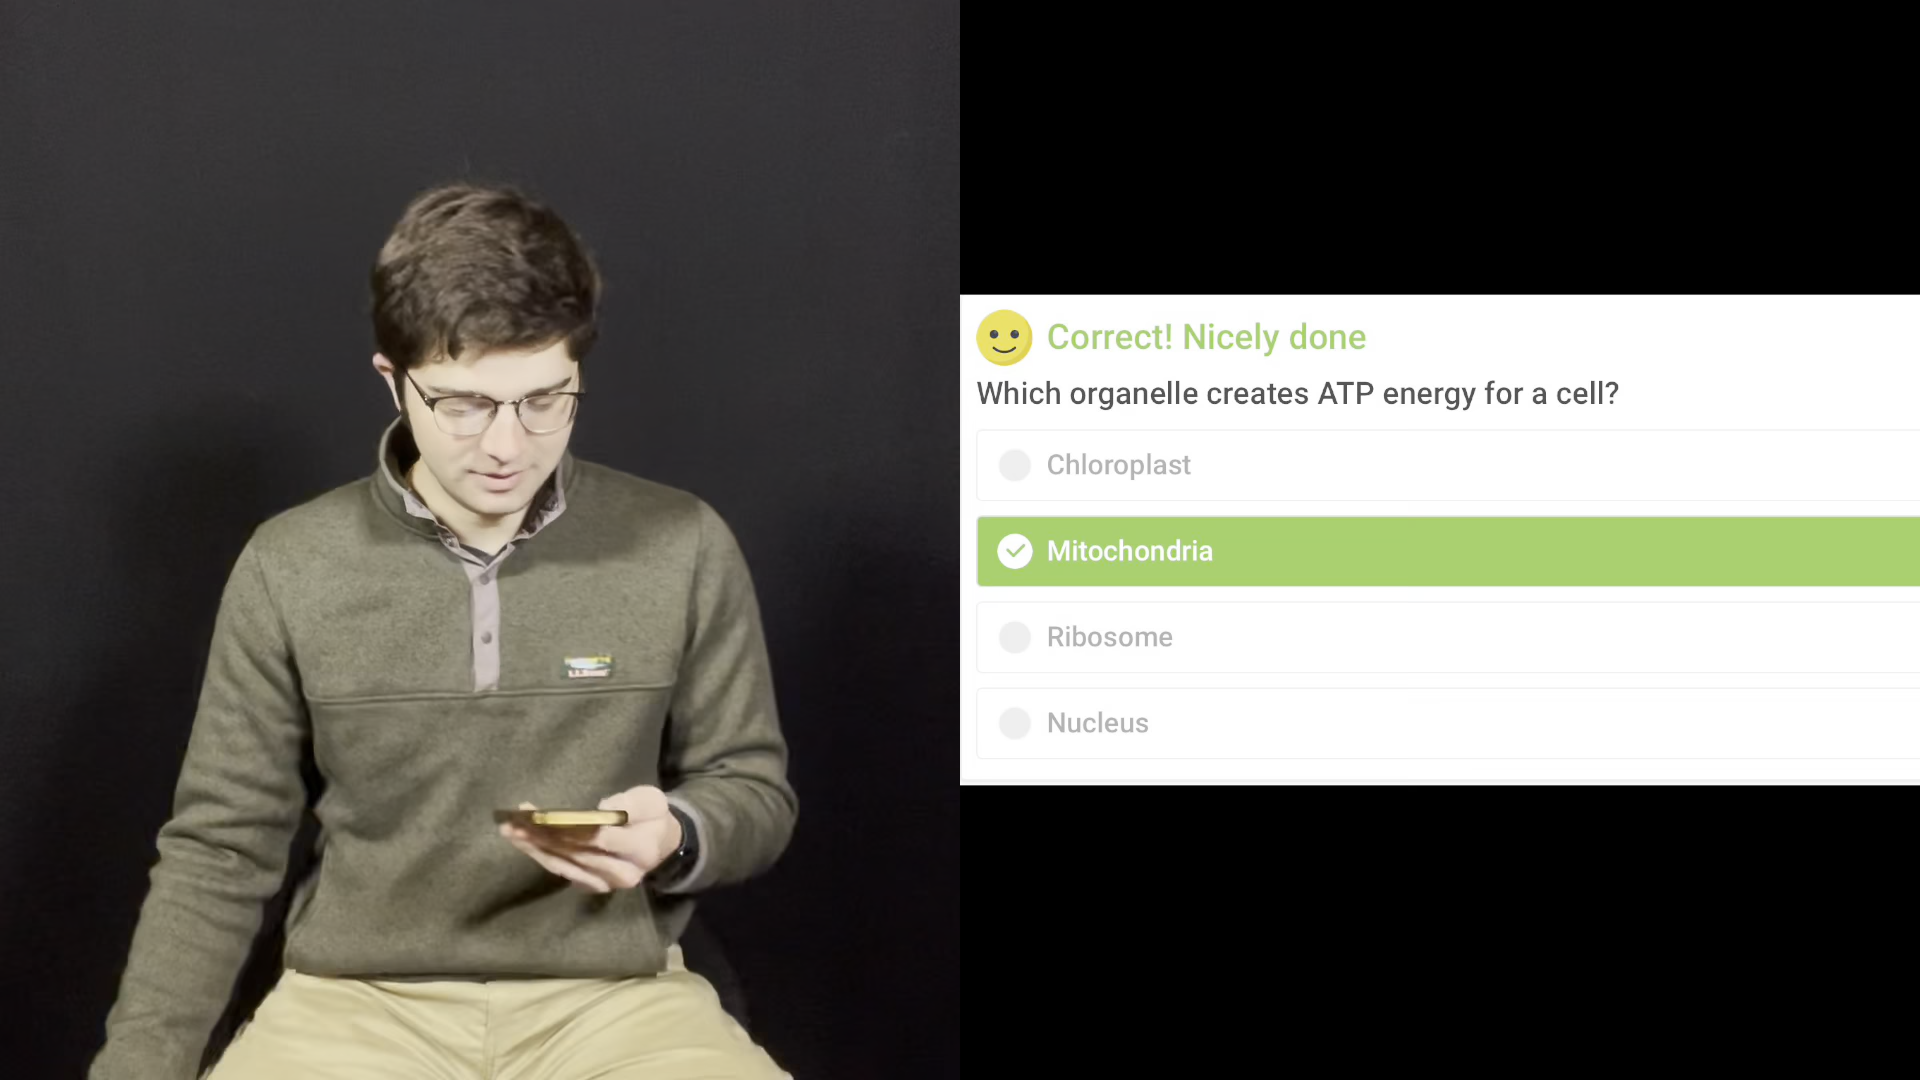 Correct! Nicely done
Which organelle creates ATP energy for a cell?
Chloroplast
Mitochondria
Ribosome
Nucleus